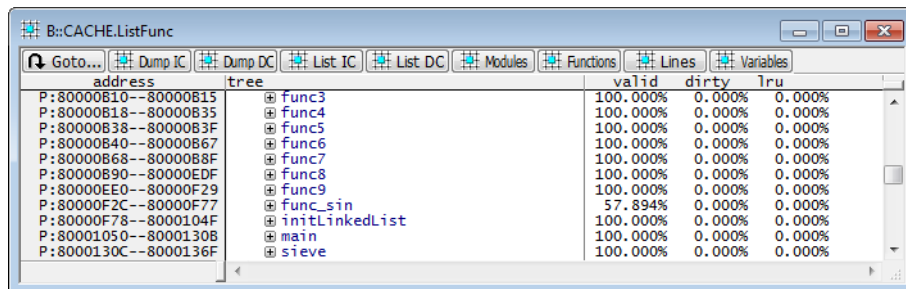 B::CACHE.ListFunc
Goto... Dump IC Dump DC List IC List DC Modules Functions Lines Variables
address tree valid dirty lru
P:80000B10--80000B15 func3 100.000% 0.000% 0.000%
P:80000B18--80000B35 func4 100.000% 0.000% 0.000%
P:80000B38--80000B3F func5 100.000% 0.000% 0.000%
P:80000B40--80000B67 func6 100.000% 0.000% 0.000%
P:80000B68--80000B8F func7 100.000% 0.000% 0.000%
P:80000B90--80000EDF func8 100.000% 0.000% 0.000%
P:80000EE0--80000F29 func9 100.000% 0.000% 0.000%
P:80000F2C--80000F77 func_sin 57.894% 0.000% 0.000%
P:80000F78--8000104F initLinkedList 100.000% 0.000% 0.000%
P:80001050--8000130B main 100.000% 0.000% 0.000%
P:8000130C--8000136F sieve 100.000% 0.000% 0.000%